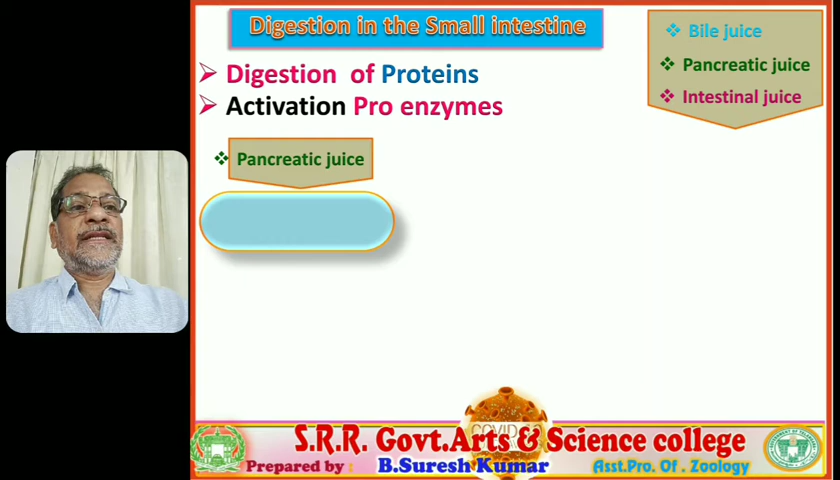 Digestion in the Small intestine
Bile juice
Pancreatic juice
Intestinal juice
Digestion of Proteins
Activation Pro enzymes
Pancreatic juice
COVID
S.R.R. Govt.Arts & Science college
Prepared by : B.Suresh Kumar Asst.Pro. Of . Zoology